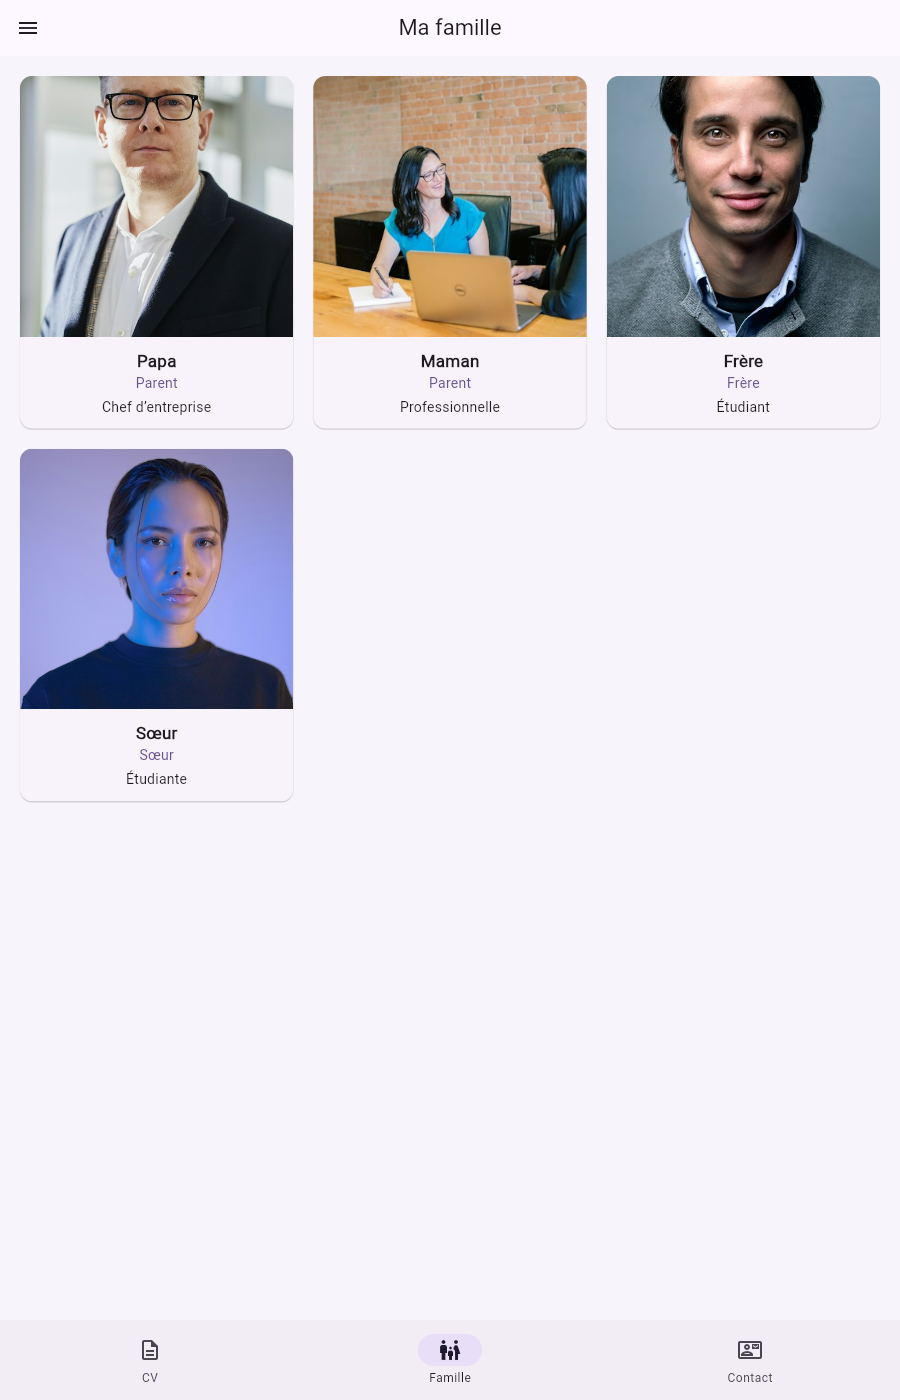 Ma famille
Papa
Parent
Chef d’entreprise
Maman
Parent
Professionnelle
Frère
Frère
Étudiant
Sœur
Sœur
Étudiante
CV
Famille
Contact